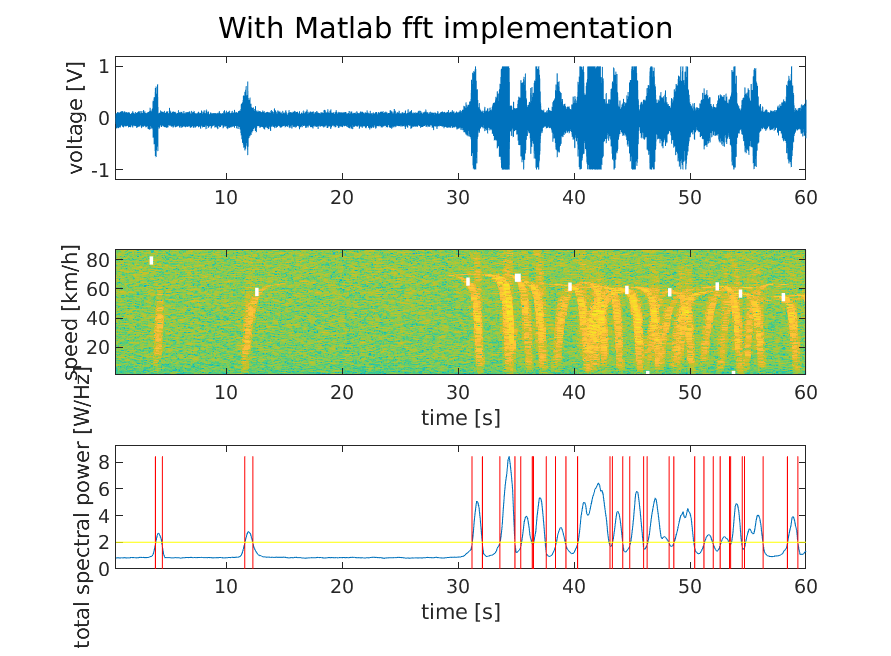 With Matlab fft implementation
voltage [V]
1
0
-1
10 20 30 40 50 60
speed [km/h]
80
60
40
20
10 20 30 40 50 60
time [s]
total spectral power [W/Hz]
8
6
4
2
0
10 20 30 40 50 60
time [s]